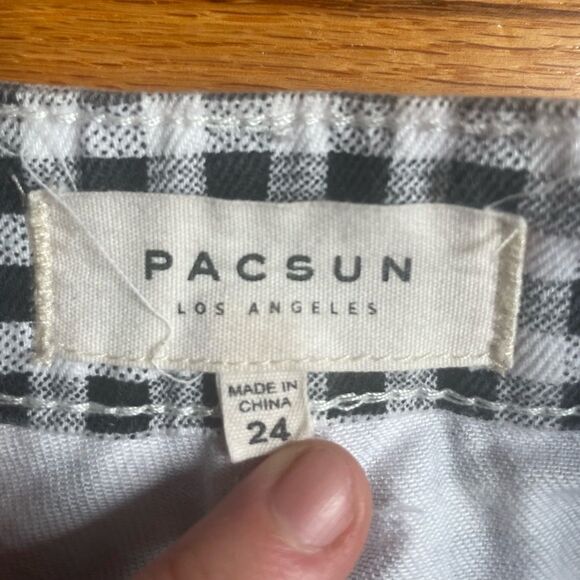 PACSUN
LOS ANGELES
MADE IN
CHINA
24